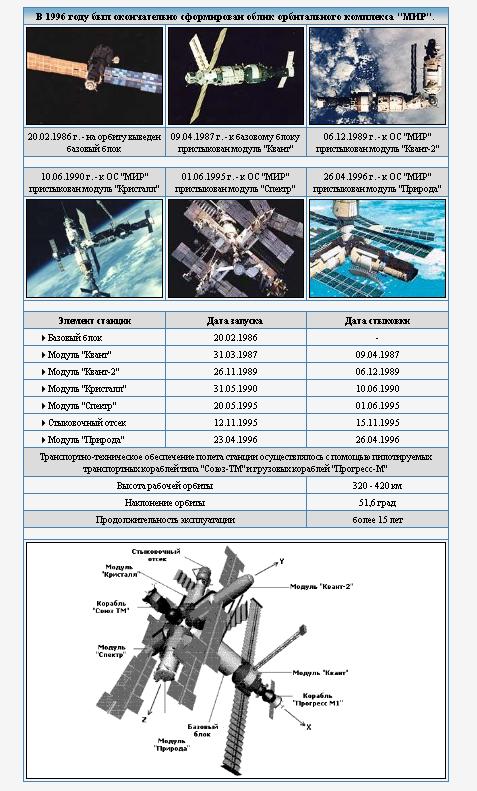 В 1996 году был окончательно сформирован облик орбитального комплекса "МИР".
20.02.1986 г. - на орбиту выведен
базовый блок
09.04.1987 г. - к базовому блоку
пристыкован модуль "Квант"
06.12.1989 г. - к ОС "МИР"
пристыкован модуль "Квант-2"
10.06.1990 г. - к ОС "МИР"
пристыкован модуль "Кристалл"
01.06.1995 г. - к ОС "МИР"
пристыкован модуль "Спектр"
26.04.1996 г. - к ОС "МИР"
пристыкован модуль "Природа"
Элемент станции Дата запуска Дата стыковки
Базовый блок 20.02.1986 -
Модуль "Квант" 31.03.1987 09.04.1987
Модуль "Квант-2" 26.11.1989 06.12.1989
Модуль "Кристалл" 31.05.1990 10.06.1990
Модуль "Спектр" 20.05.1995 01.06.1995
Стыковочный отсек 12.11.1995 15.11.1995
Модуль "Природа" 23.04.1996 26.04.1996
Транспортно-техническое обеспечение полета станции осуществлялось с помощью пилотируемых
транспортных кораблей типа "Союз-ТМ" и грузовых кораблей "Прогресс-М"
Высота рабочей орбиты 320 - 420 км
Наклонение орбиты 51,6 град
Продолжительность эксплуатации более 15 лет
Стыковочный
отсек
Модуль
"Кристалл"
Y
Модуль "Квант-2"
Корабль
"Союз ТМ"
Модуль
"Спектр"
Модуль "Квант"
Корабль
"Прогресс М1"
Z
Базовый
блок
X
Модуль
"Природа"